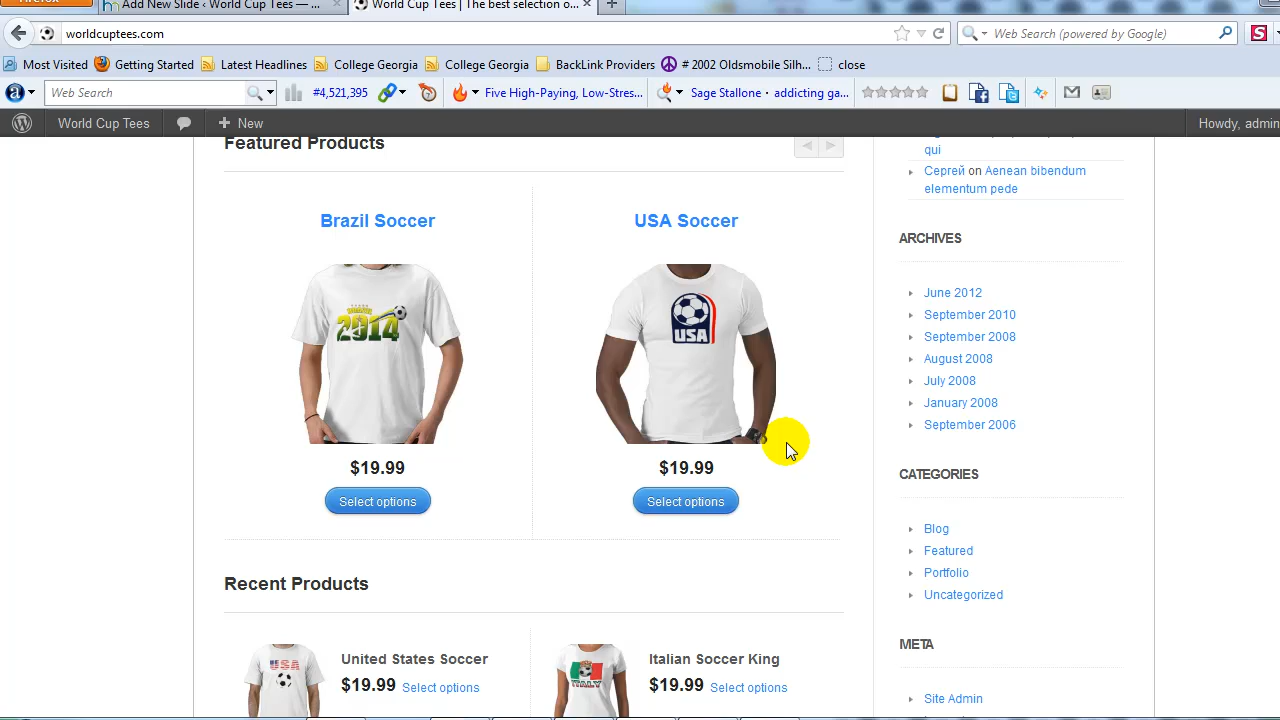 Firefox
Add New Slide ‹ World Cup Tees — ...
World Cup Tees | The best selection o...
worldcuptees.com
Web Search (powered by Google)
Most Visited
Getting Started
Latest Headlines
College Georgia
College Georgia
BackLink Providers
# 2002 Oldsmobile Silh...
close
Web Search
#4,521,395
Five High-Paying, Low-Stres...
Sage Stallone · addicting ga...
World Cup Tees
New
Howdy, admin
Featured Products
Brazil Soccer
USA Soccer
2014
USA
$19.99
$19.99
Select options
Select options
Recent Products
USA
United States Soccer
$19.99 Select options
ITALY
Italian Soccer King
$19.99 Select options
qui
Сергей on Aenean bibendum
elementum pede
ARCHIVES
June 2012
September 2010
September 2008
August 2008
July 2008
January 2008
September 2006
CATEGORIES
Blog
Featured
Portfolio
Uncategorized
META
Site Admin